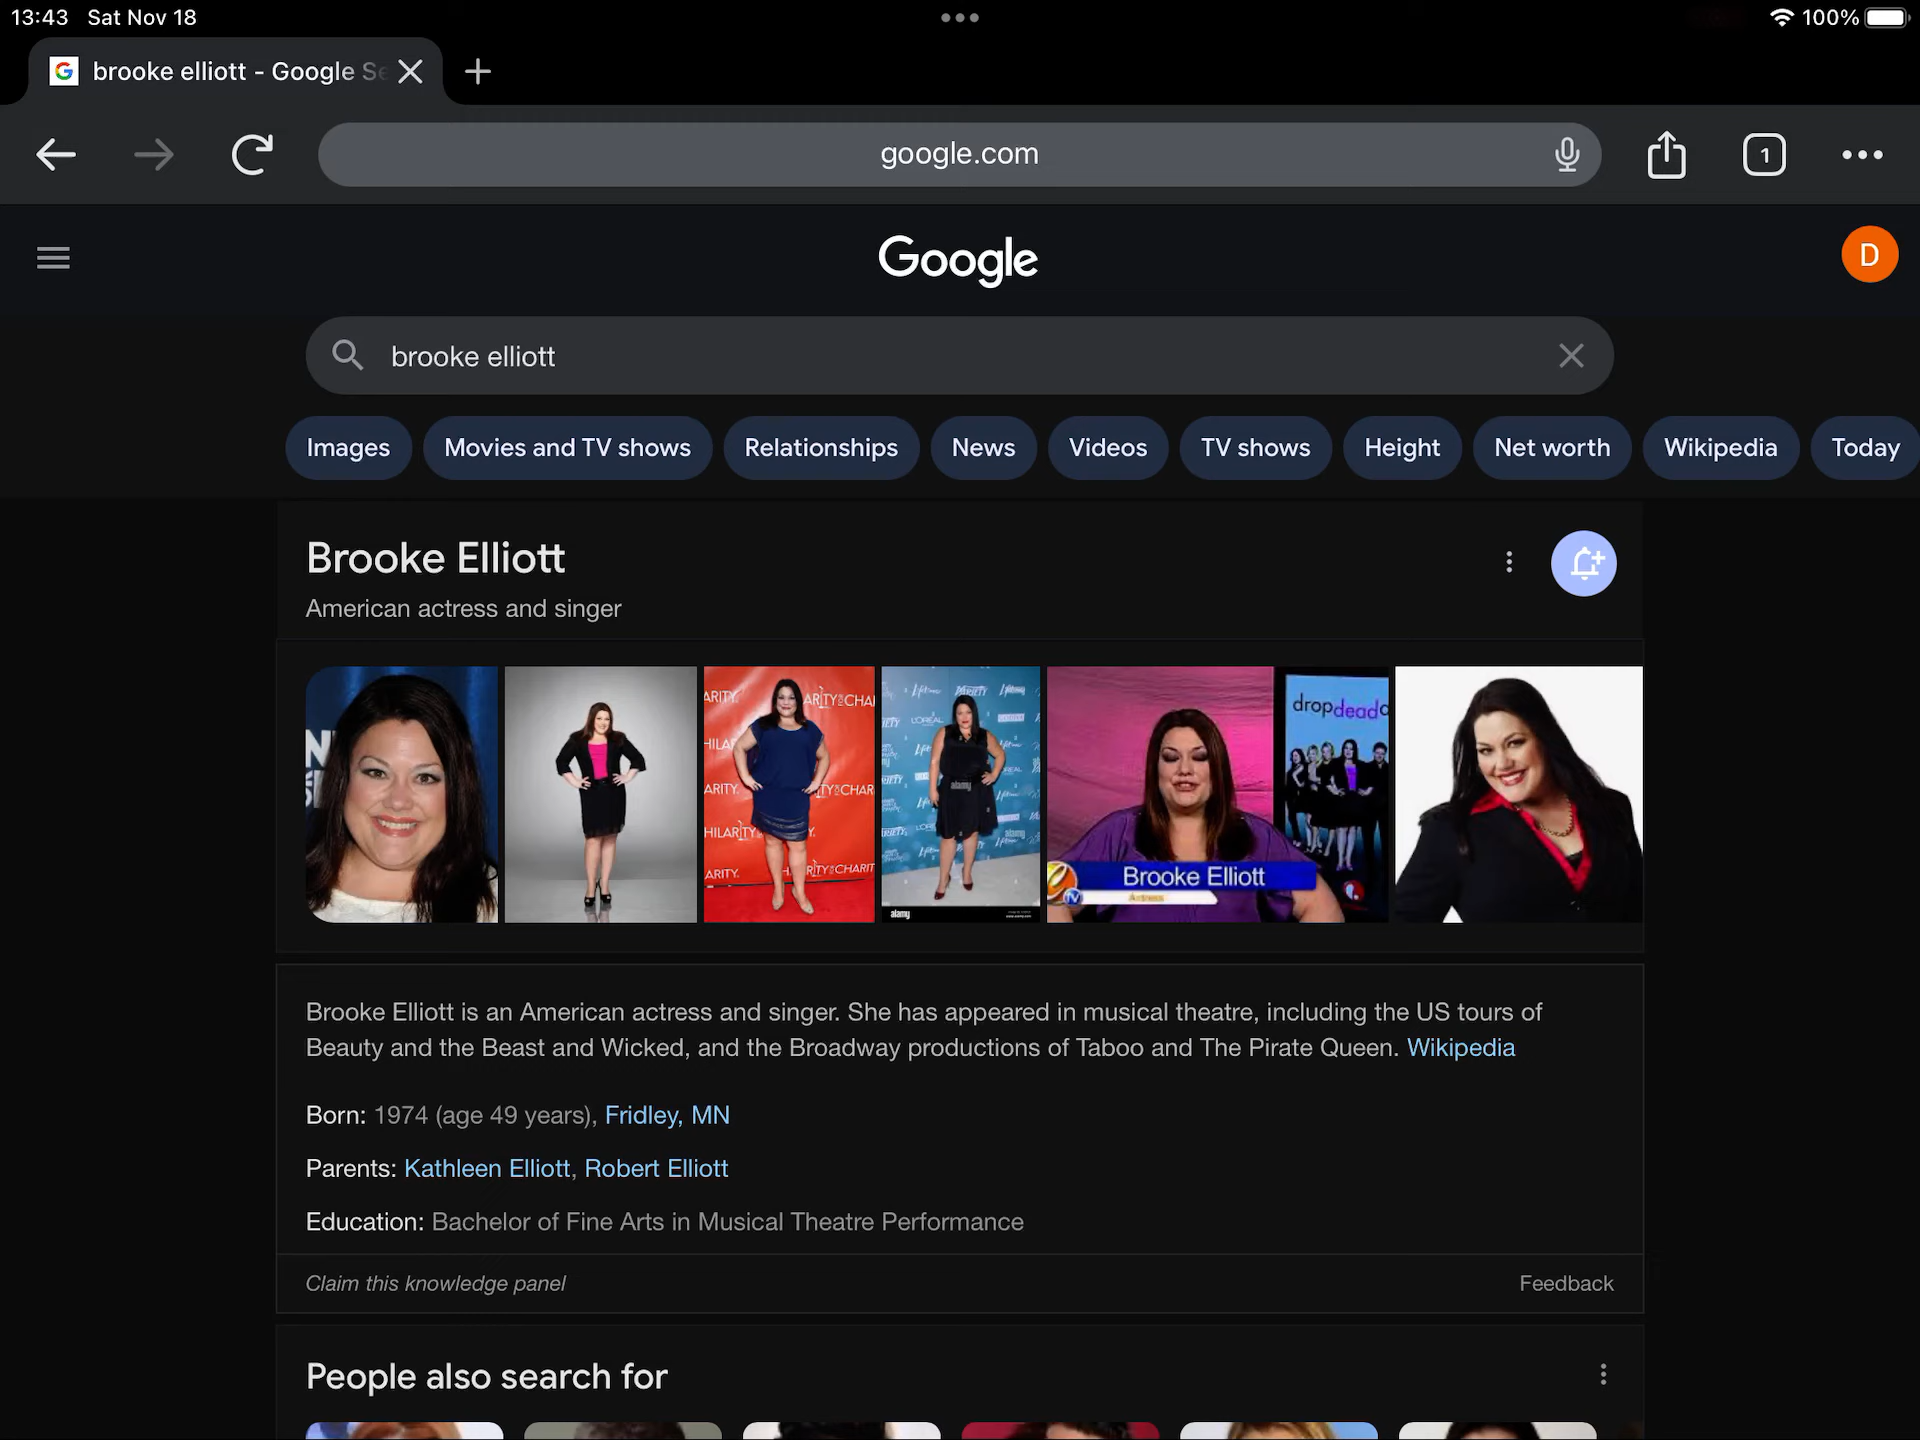 13:43 Sat Nov 18
100%
brooke elliott - Google Se
google.com
1
Google
D
brooke elliott
Images
Movies and TV shows
Relationships
News
Videos
TV shows
Height
Net worth
Wikipedia
Today
Brooke Elliott
American actress and singer
dropdead
Brooke Elliott
Actress
TV
alamy
Brooke Elliott is an American actress and singer. She has appeared in musical theatre, including the US tours of
Beauty and the Beast and Wicked, and the Broadway productions of Taboo and The Pirate Queen. Wikipedia
Born: 1974 (age 49 years), Fridley, MN
Parents: Kathleen Elliott, Robert Elliott
Education: Bachelor of Fine Arts in Musical Theatre Performance
Claim this knowledge panel
Feedback
People also search for